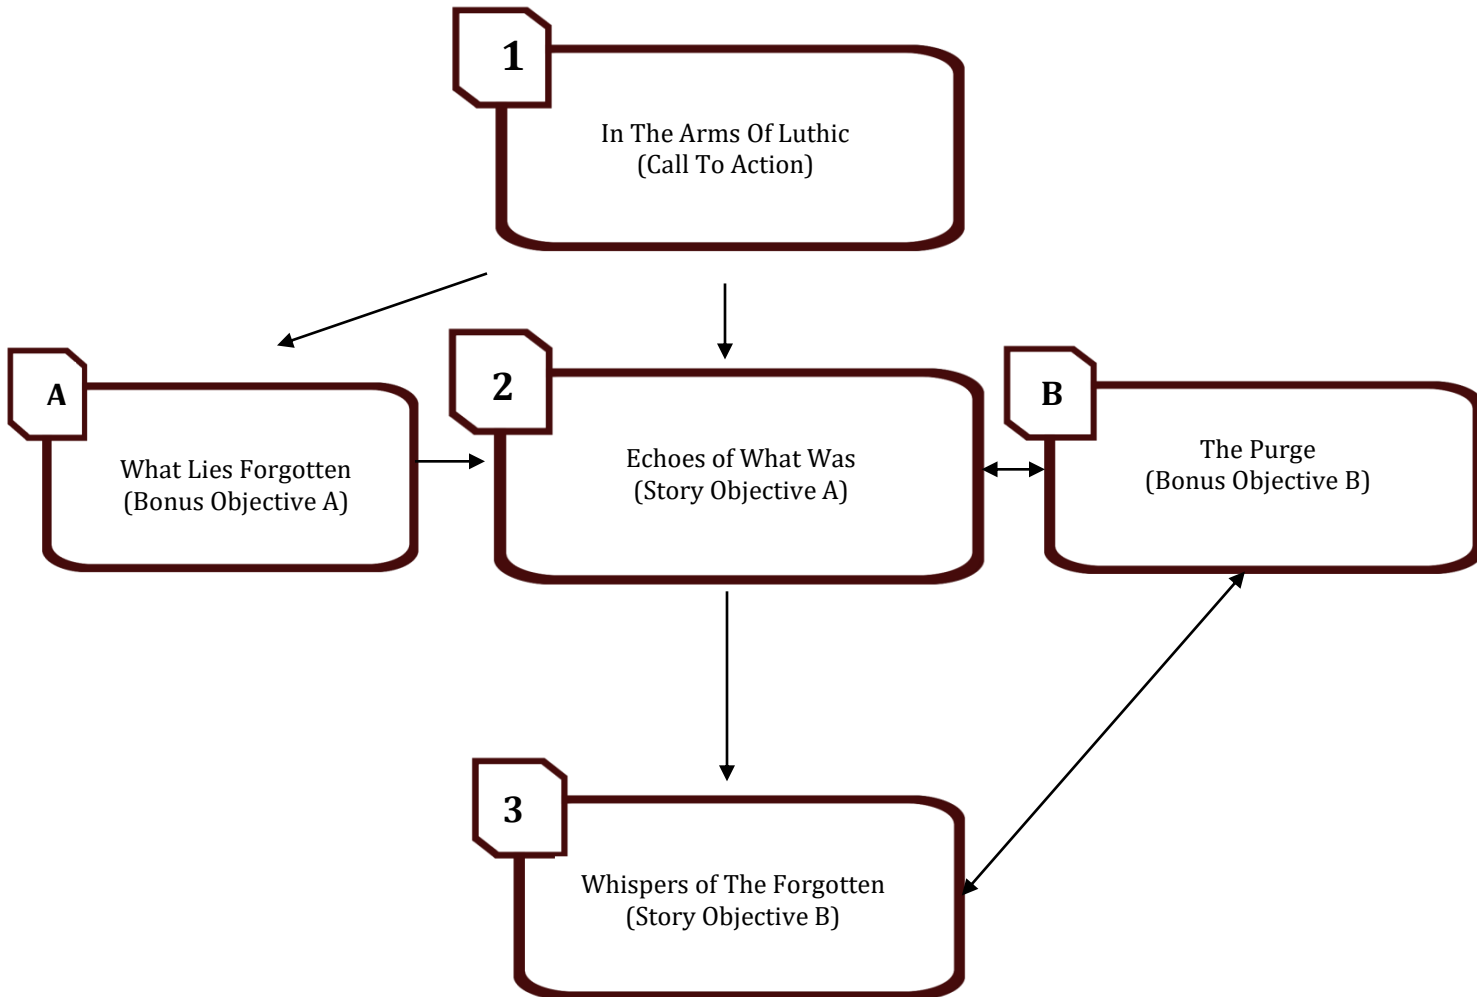 1
In The Arms Of Luthic
(Call To Action)
A
What Lies Forgotten
(Bonus Objective A)
2
Echoes of What Was
(Story Objective A)
B
The Purge
(Bonus Objective B)
3
Whispers of The Forgotten
(Story Objective B)